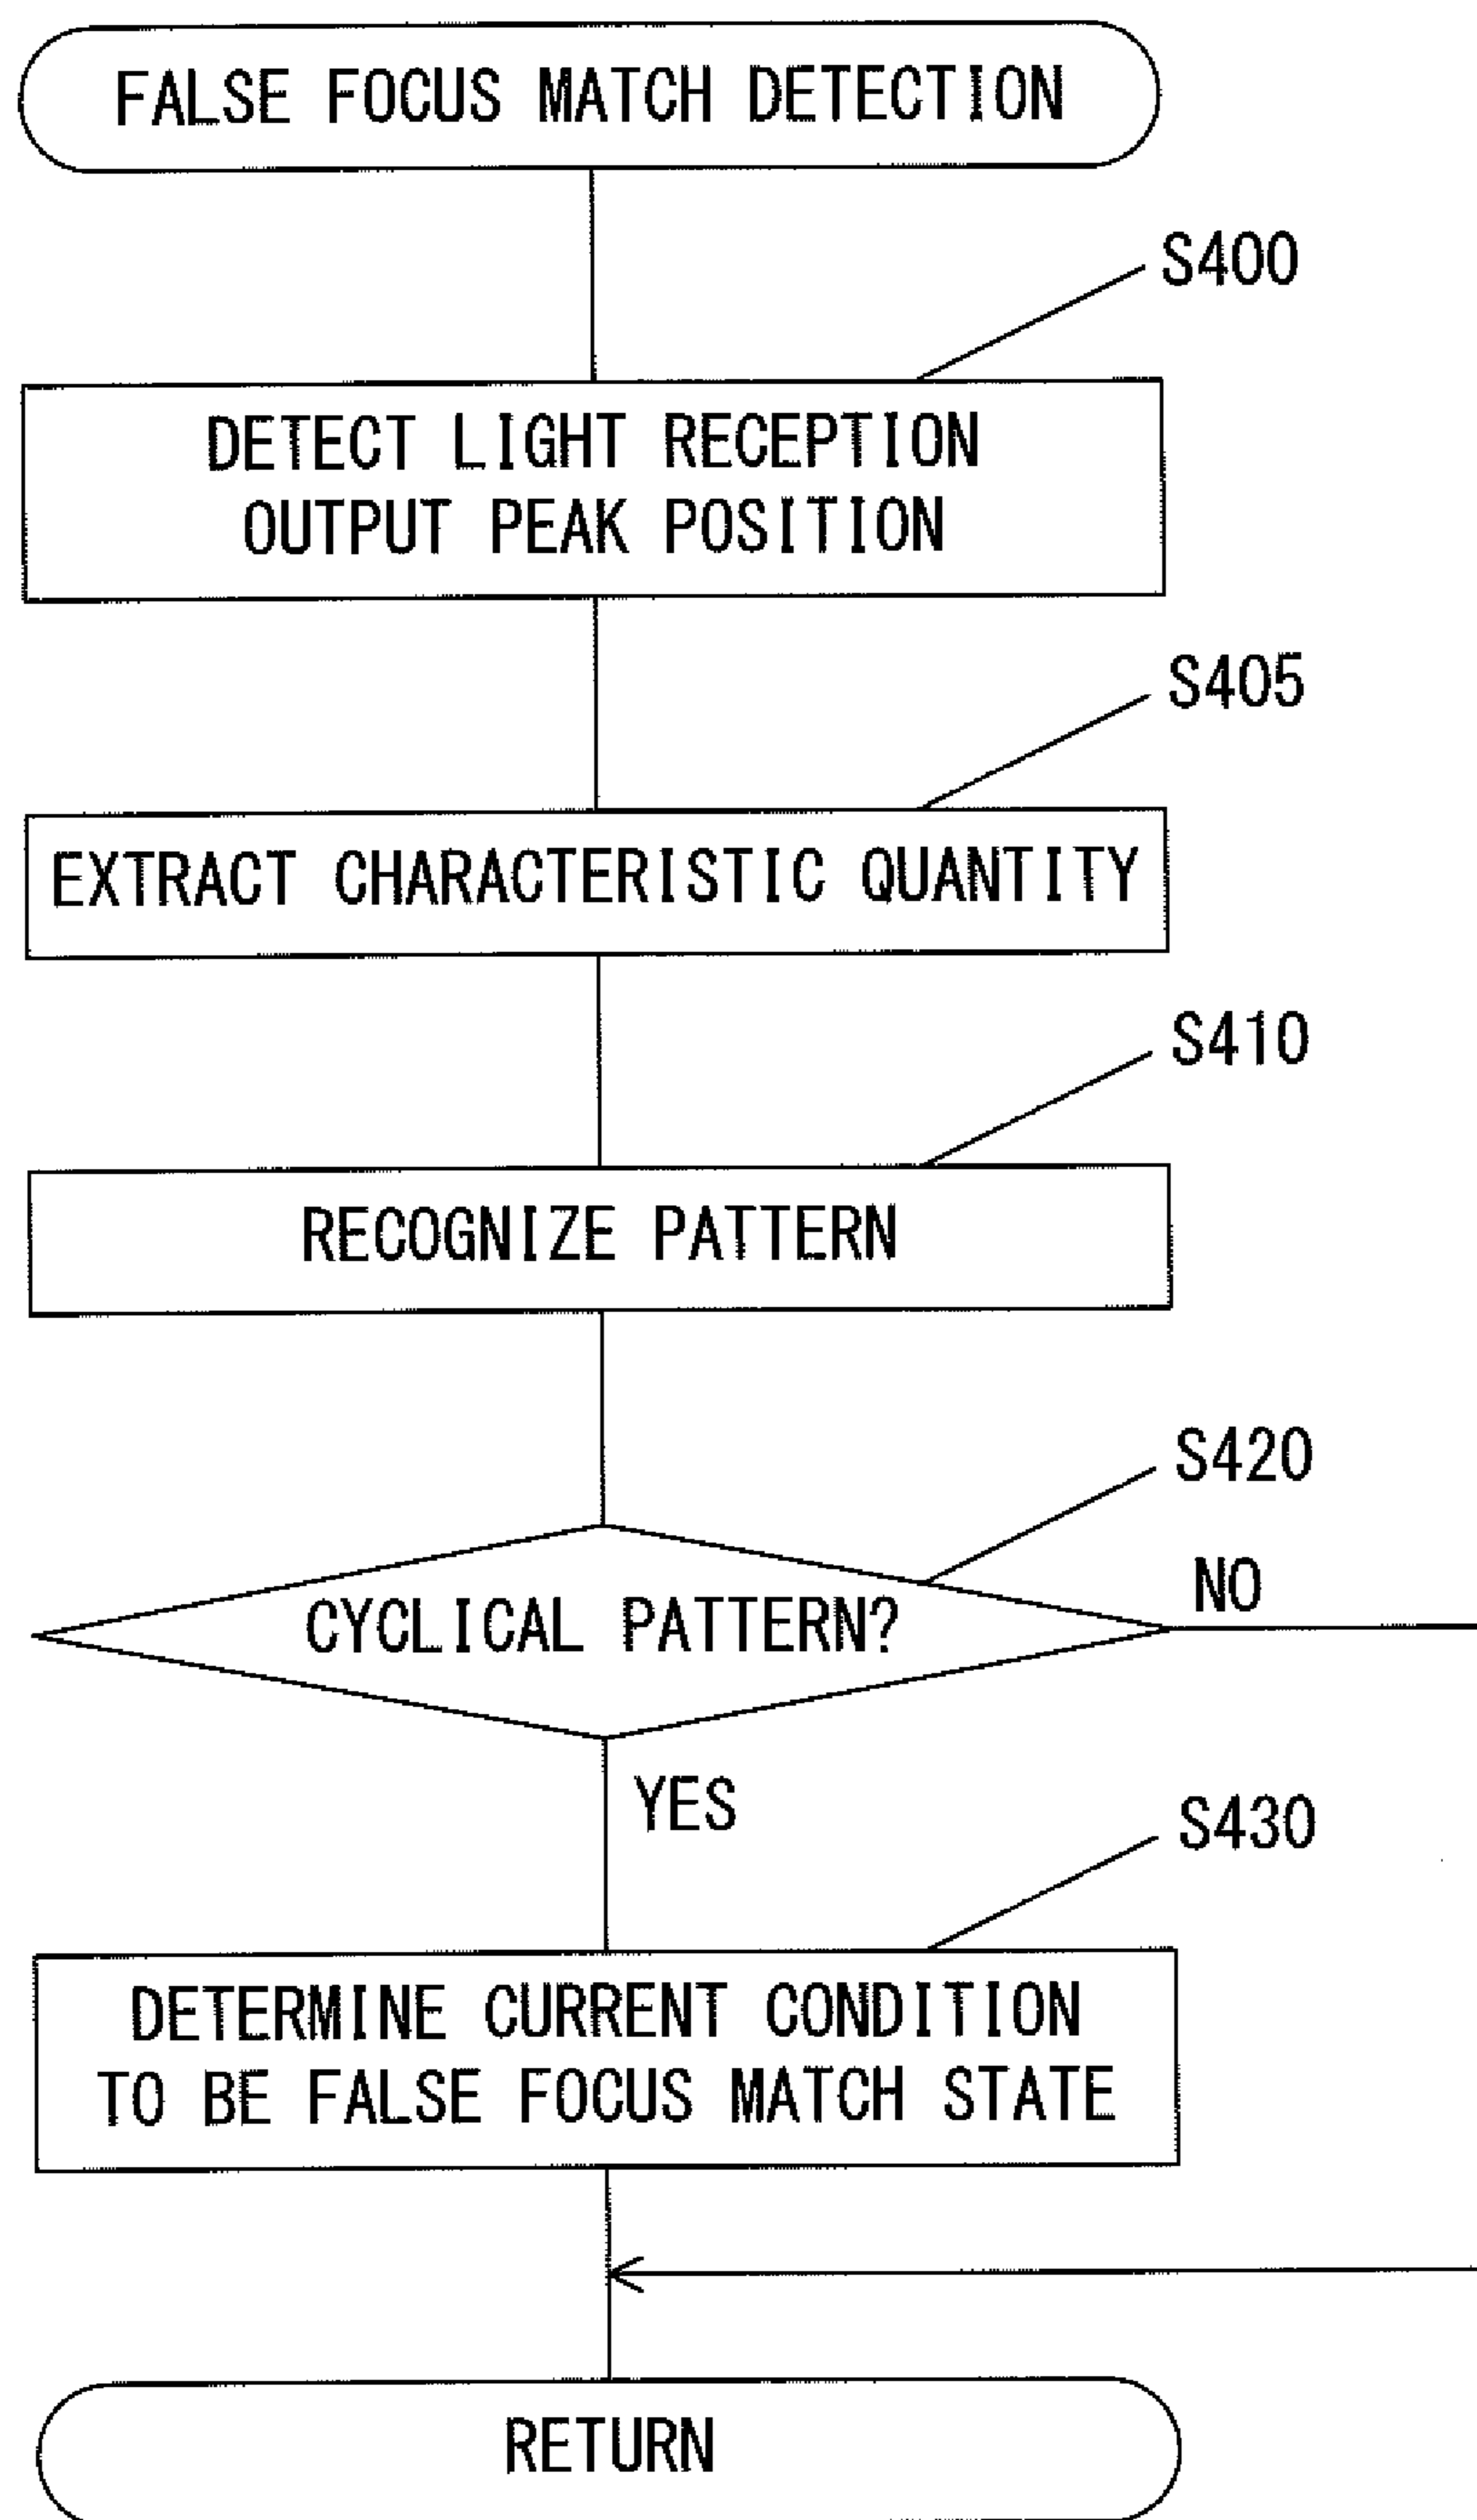 FALSE FOCUS MATCH DETECTION
S400
DETECT LIGHT RECEPTION
OUTPUT PEAK POSITION
S405
EXTRACT CHARACTERISTIC QUANTITY
S410
RECOGNIZE PATTERN
S420
NO
CYCLICAL PATTERN?
YES
S430
DETERMINE CURRENT CONDITION
TO BE FALSE FOCUS MATCH STATE
RETURN